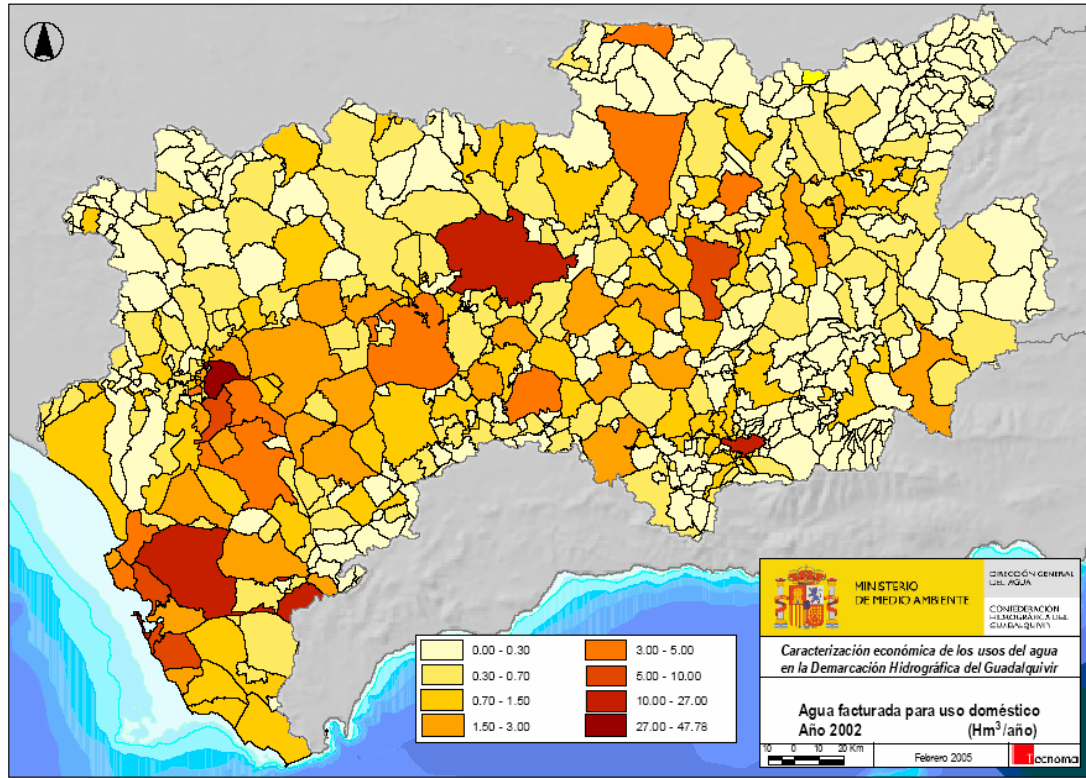 0.00 - 0.30
0.30 - 0.70
0.70 - 1.50
1.50 - 3.00
3.00 - 5.00
5.00 - 10.00
10.00 - 27.00
27.00 - 47.78
MINISTERIO
DE MEDIO AMBIENTE
DIRECCIÓN GENERAL
DEL AGUA
CONFEDERACIÓN
HIDROGRÁFICA DEL
GUADALQUIVIR
Caracterización económica de los usos del agua
en la Demarcación Hidrográfica del Guadalquivir
Agua facturada para uso doméstico
Año 2002 (Hm³/año)
10 0 10 20 Km
Febrero 2005
Tecnoma